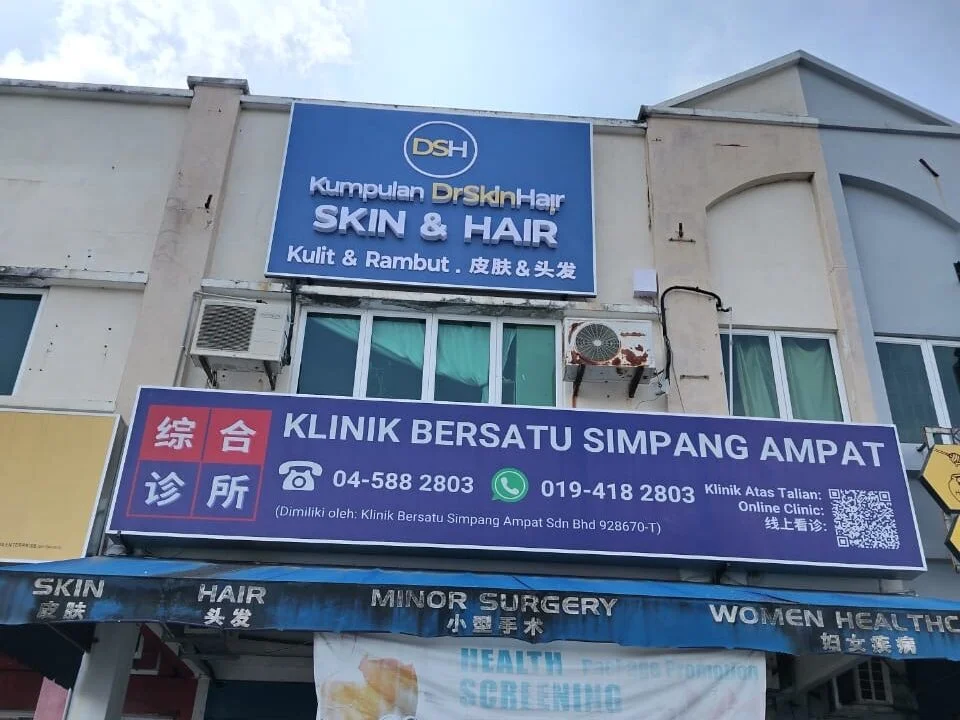 DSH
Kumpulan DrSkinHair
SKIN & HAIR
Kulit & Rambut . 皮肤&头发
综合
诊所
KLINIK BERSATU SIMPANG AMPAT
04-588 2803
019-418 2803
Klinik Atas Talian:
Online Clinic:
线上看诊:
(Dimiliki oleh: Klinik Bersatu Simpang Ampat Sdn Bhd 928670-T)
SKIN
皮肤
HAIR
头发
MINOR SURGERY
小型手术
WOMEN HEALTHC
妇女疾病
HEALTH Package Promotion
SCREENING